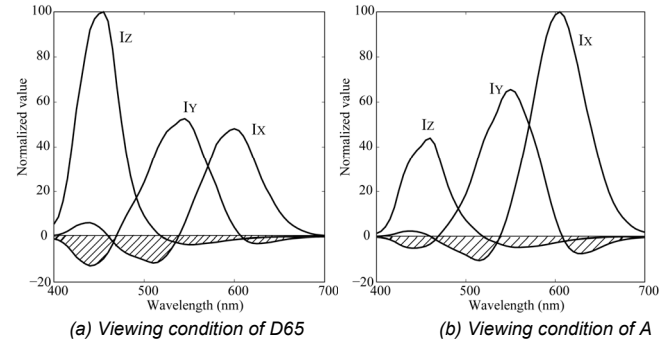 100
80
60
40
20
0
−20
Normalized value
IZ
IY
IX
400 500 600 700
Wavelength (nm)
(a) Viewing condition of D65
100
80
60
40
20
0
−20
Normalized value
IX
IY
IZ
400 500 600 700
Wavelength (nm)
(b) Viewing condition of A